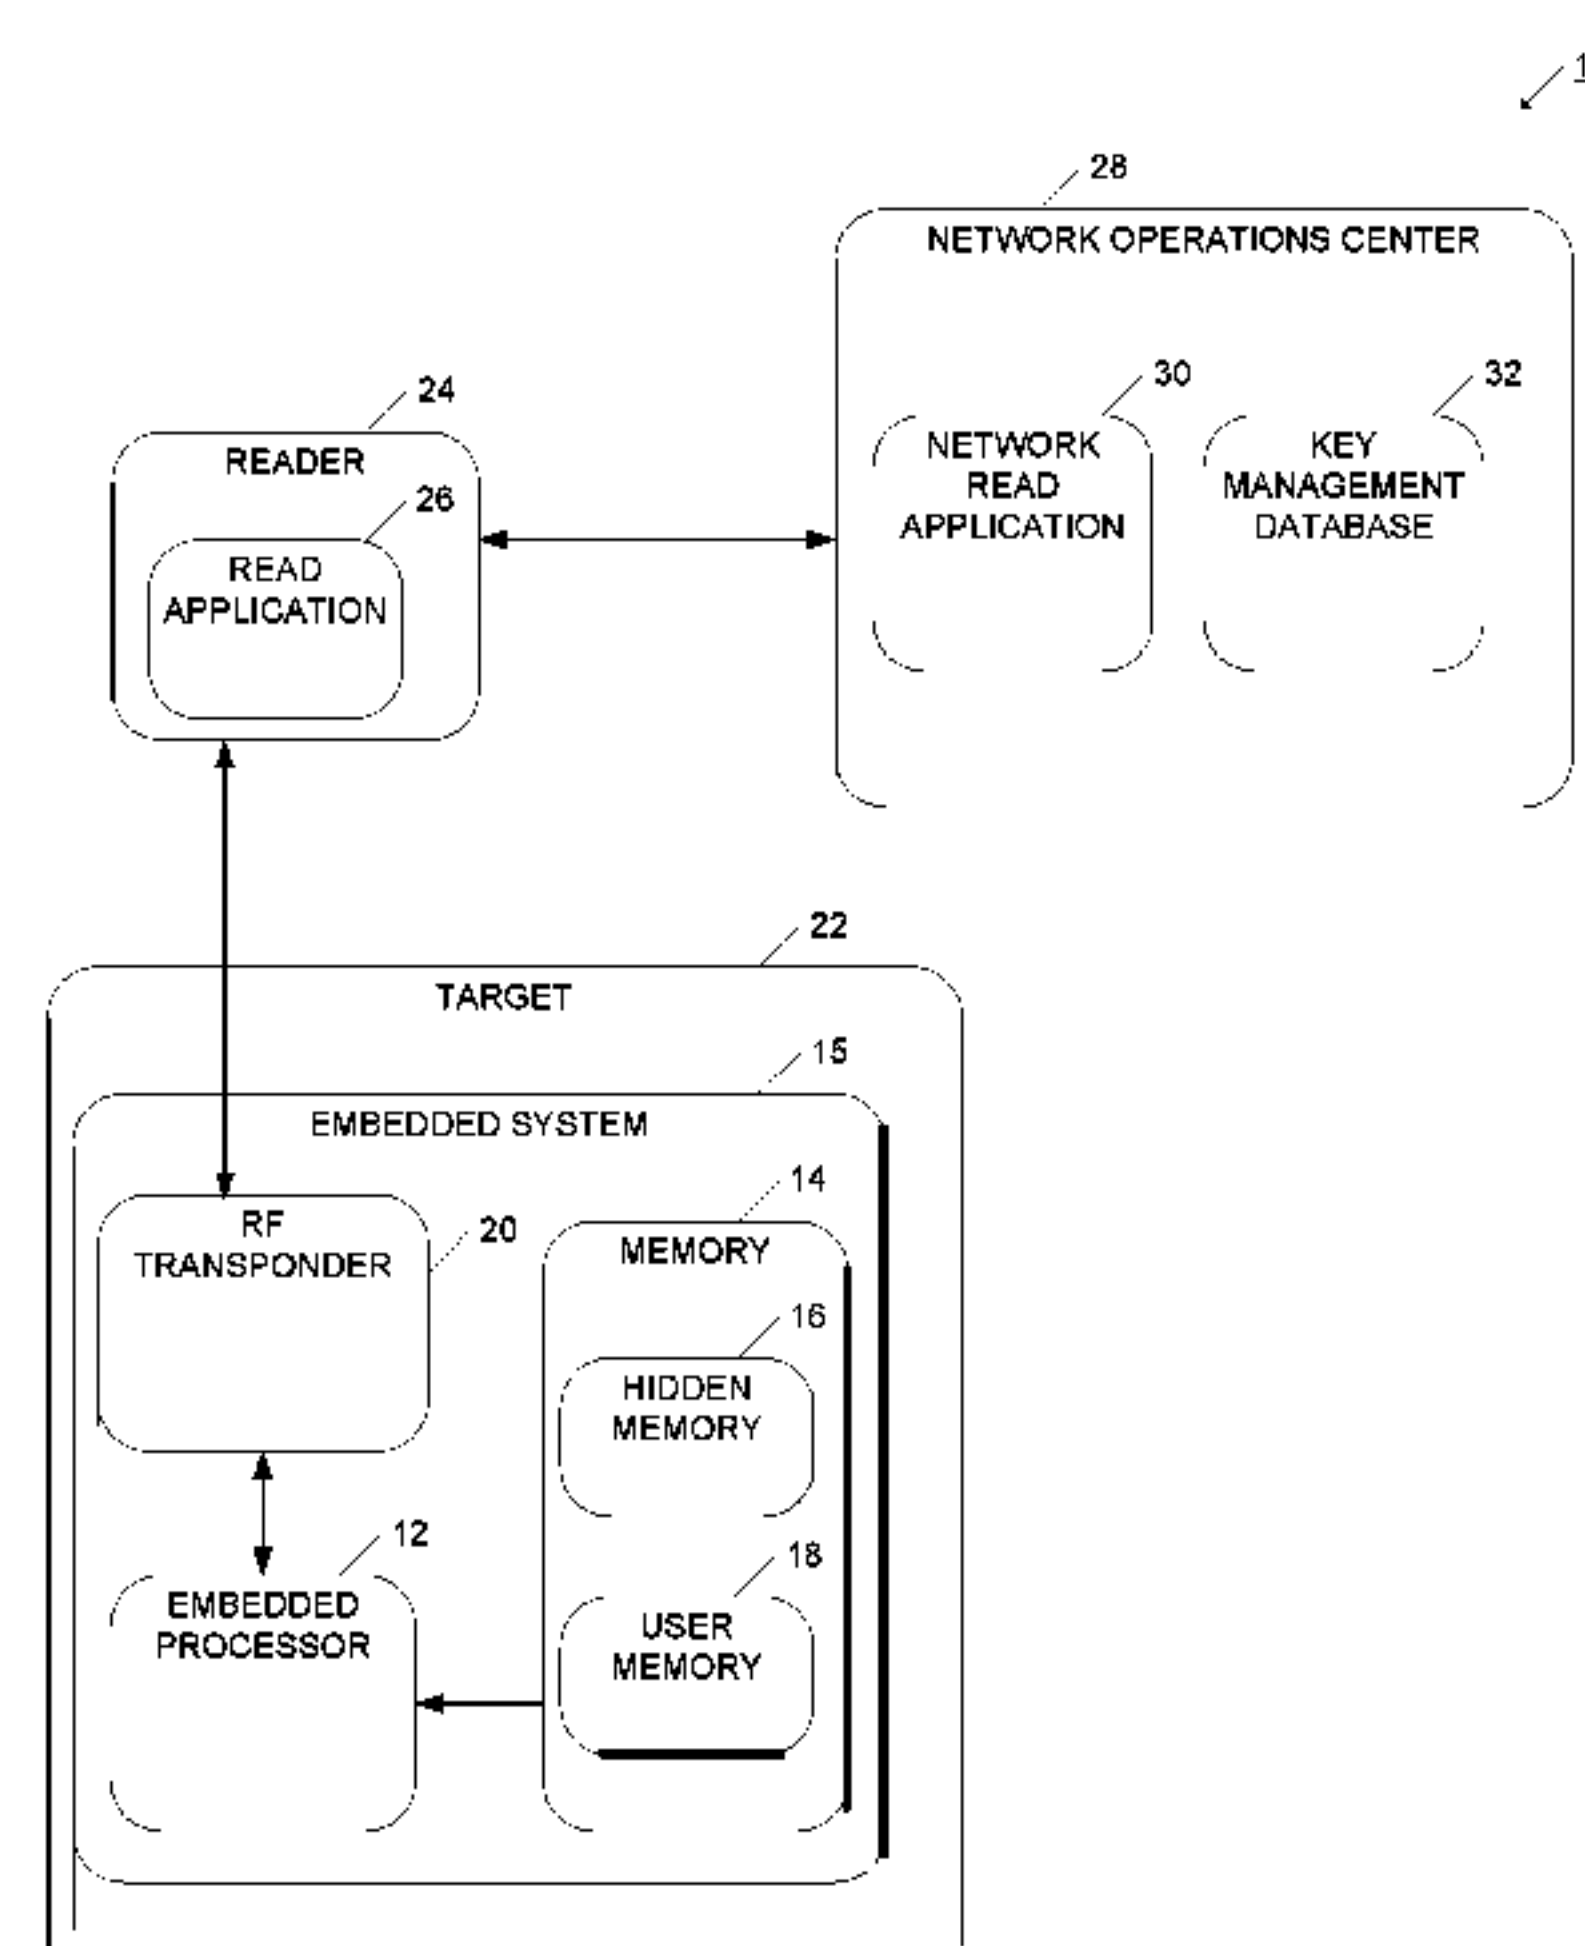 1
28
NETWORK OPERATIONS CENTER
30
32
NETWORK
READ
APPLICATION
KEY
MANAGEMENT
DATABASE
24
READER
26
READ
APPLICATION
22
TARGET
15
EMBEDDED SYSTEM
14
RF
TRANSPONDER
20
MEMORY
16
HIDDEN
MEMORY
12
EMBEDDED
PROCESSOR
18
USER
MEMORY